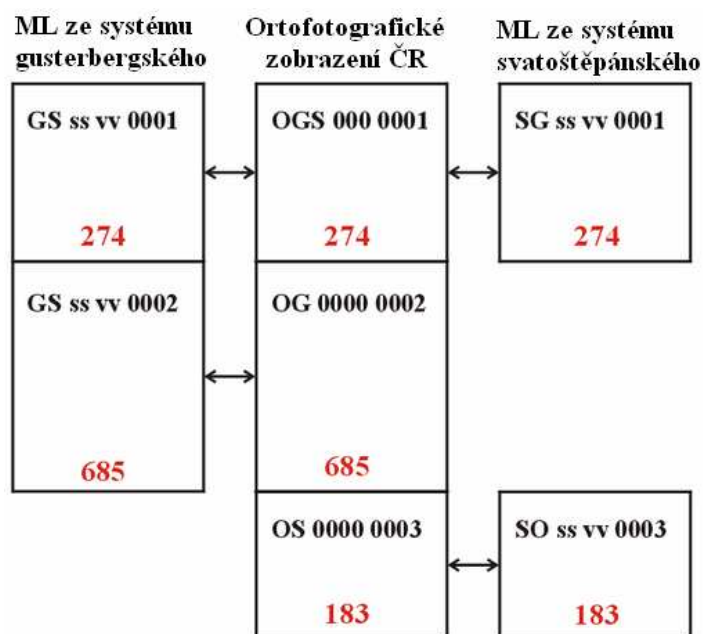 ML ze systému
gusterbergského
Ortofotografické
zobrazení ČR
ML ze systému
svatoštěpánského
GS ss vv 0001
OGS 000 0001
SG ss vv 0001
274
274
274
GS ss vv 0002
OG 0000 0002
685
685
OS 0000 0003
SO ss vv 0003
183
183